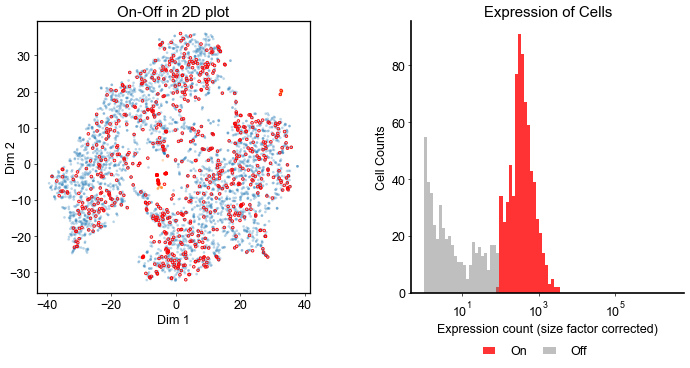 On-Off in 2D plot
30
20
10
0
−10
−20
−30
Dim 2
−40
−20
0
20
40
Dim 1
Expression of Cells
80
60
40
20
0
Cell Counts
10^1
10^3
10^5
Expression count (size factor corrected)
On
Off